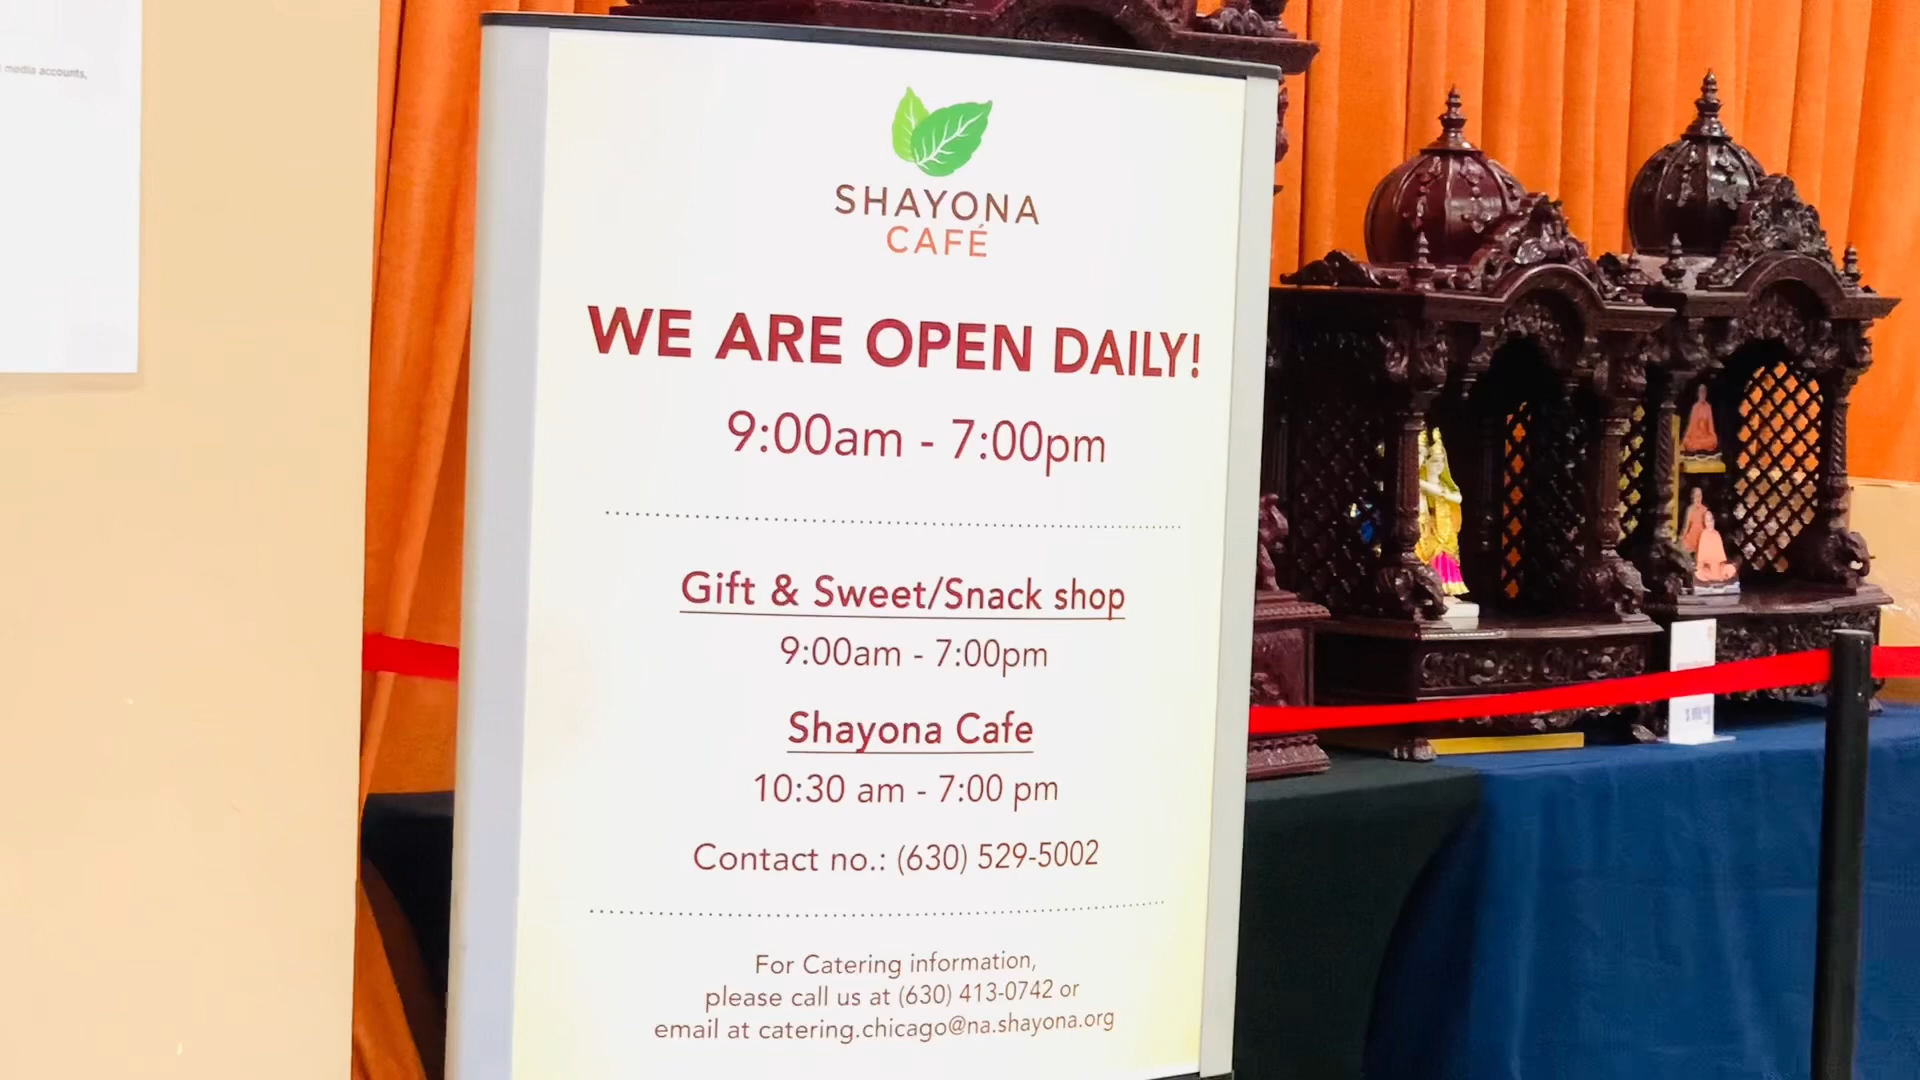 media accounts,
SHAYONA
CAFÉ
WE ARE OPEN DAILY!
9:00am - 7:00pm
Gift & Sweet/Snack shop
9:00am - 7:00pm
Shayona Cafe
10:30 am - 7:00 pm
Contact no.: (630) 529-5002
For Catering information,
please call us at (630) 413-0742 or
email at catering.chicago@na.shayona.org